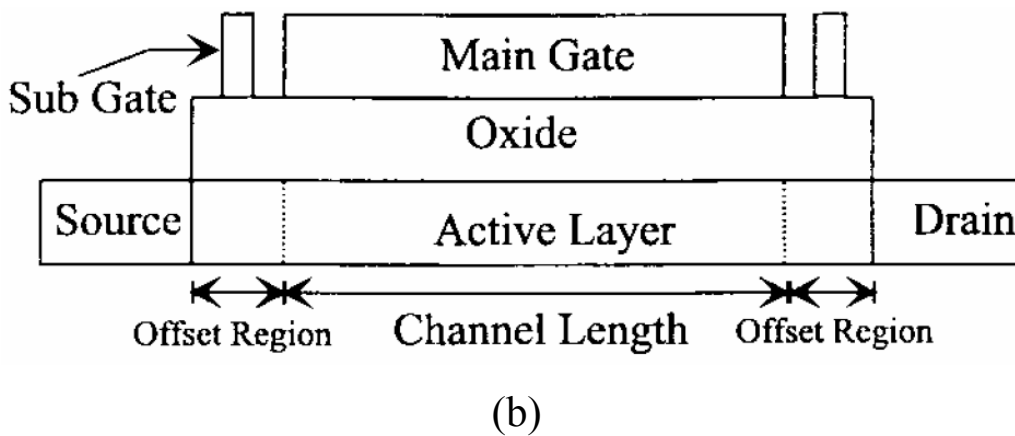 Main Gate
Sub Gate
Oxide
Source
Active Layer
Drain
Offset Region
Channel Length
Offset Region
(b)